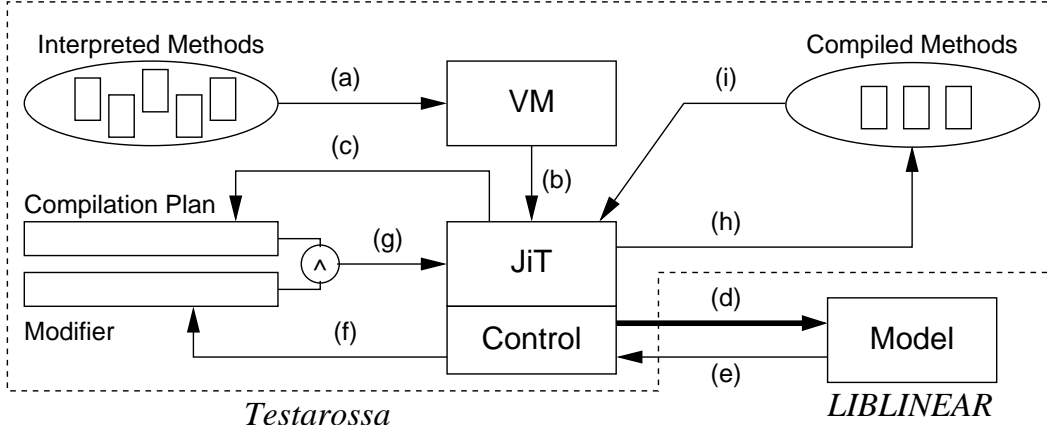 Interpreted Methods
Compiled Methods
(a)
VM
(i)
(c)
(b)
Compilation Plan
(g)
JiT
(h)
^
Modifier
(f)
Control
(d)
Model
(e)
Testarossa
LIBLINEAR